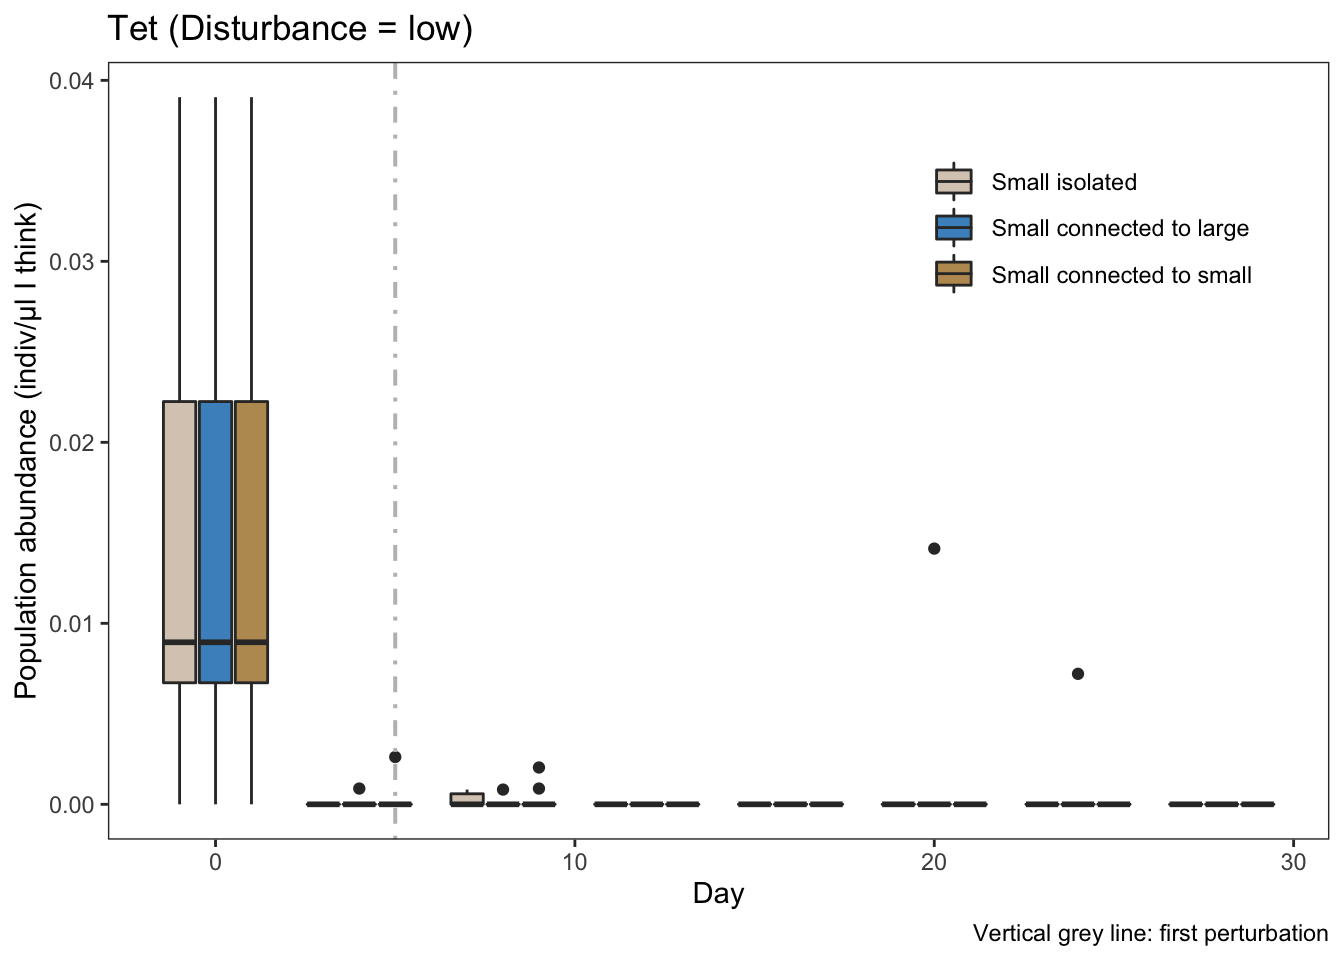 Tet (Disturbance = low)
Population abundance (indiv/μl I think)
0.04
0.03
0.02
0.01
0.00
Small isolated
Small connected to large
Small connected to small
0
10
20
30
Day
Vertical grey line: first perturbation